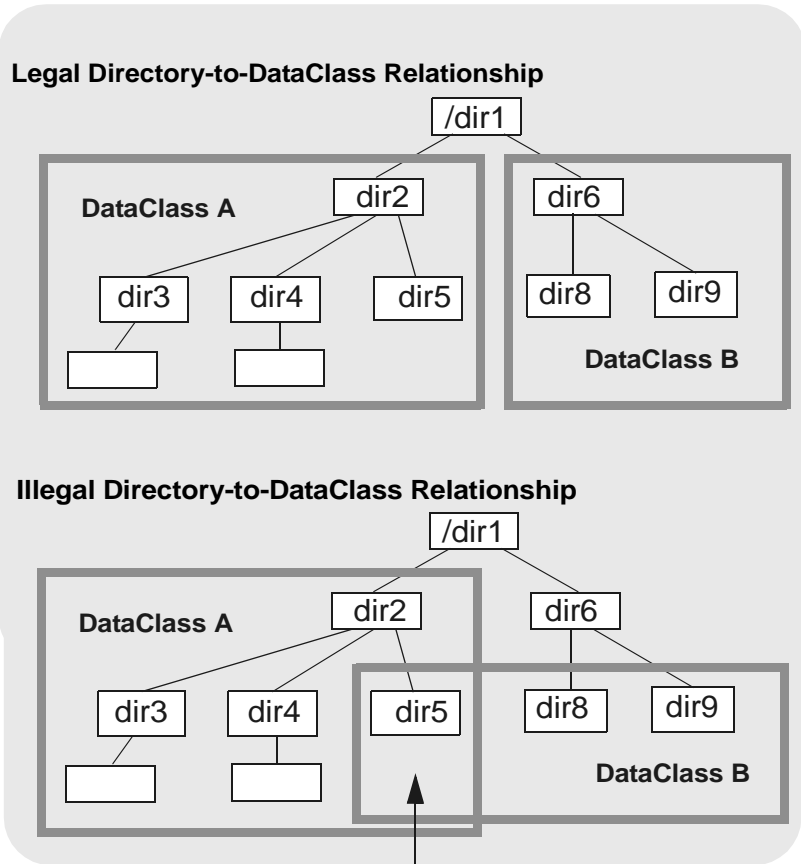 Legal Directory-to-DataClass Relationship
/dir1
DataClass A
dir2
dir6
dir3
dir4
dir5
dir8
dir9
DataClass B
Illegal Directory-to-DataClass Relationship
/dir1
DataClass A
dir2
dir6
dir3
dir4
dir5
dir8
dir9
DataClass B